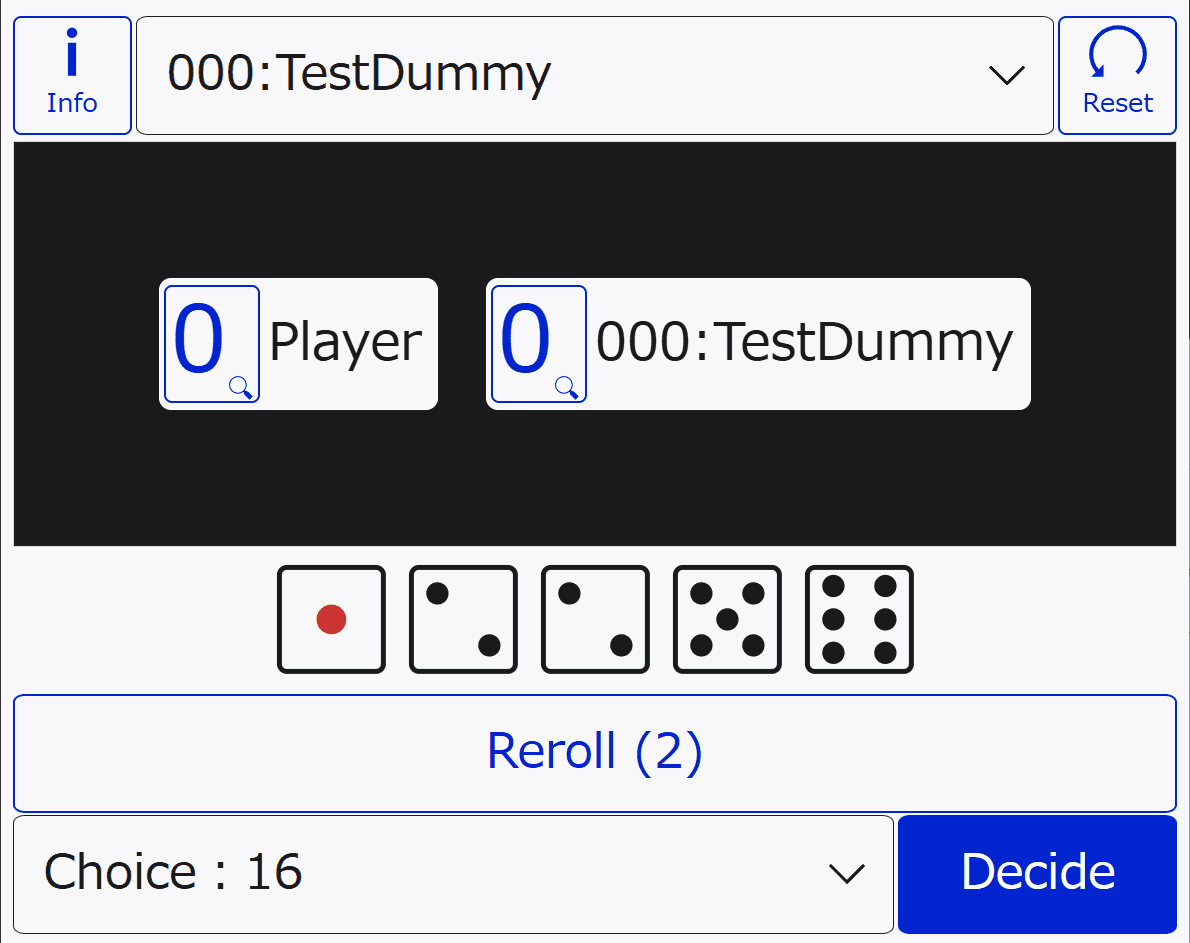 Info
000:TestDummy
Reset
0 Player
0 000:TestDummy
Reroll (2)
Choice : 16
Decide